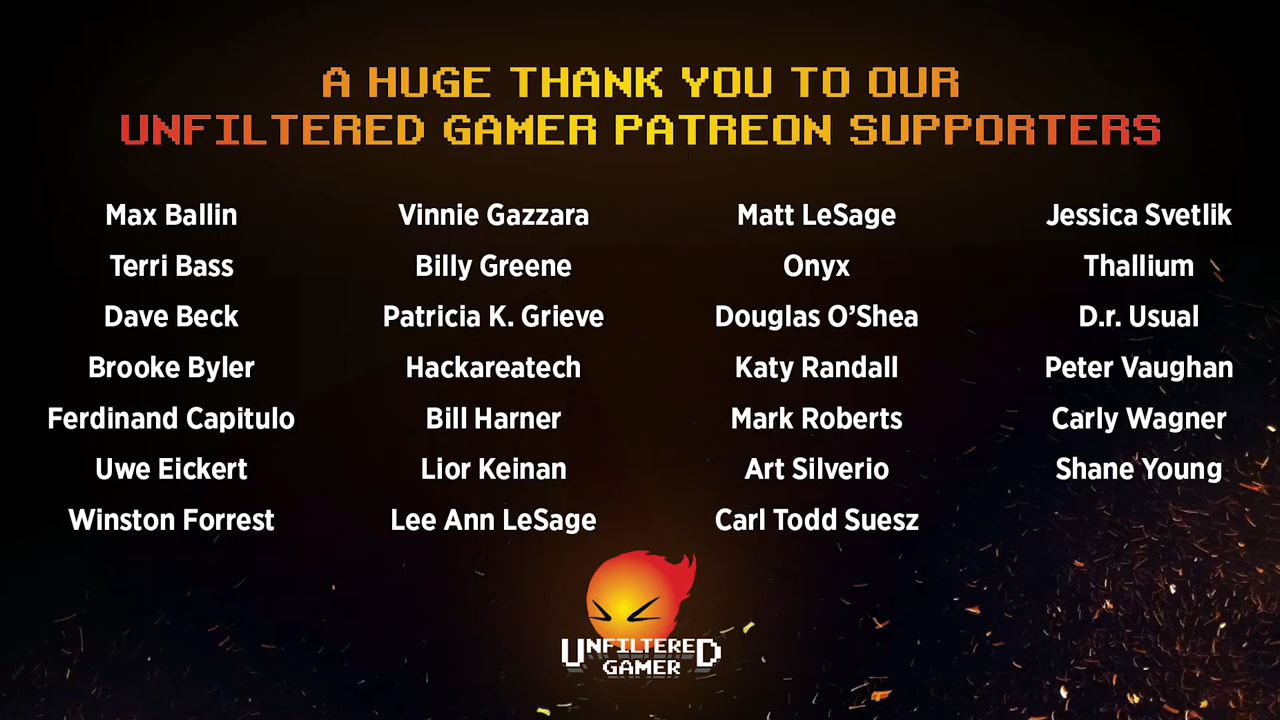 A HUGE THANK YOU TO OUR
UNFILTERED GAMER PATREON SUPPORTERS
Max Ballin
Terri Bass
Dave Beck
Brooke Byler
Ferdinand Capitulo
Uwe Eickert
Winston Forrest
Vinnie Gazzara
Billy Greene
Patricia K. Grieve
Hackareatech
Bill Harner
Lior Keinan
Lee Ann LeSage
Matt LeSage
Onyx
Douglas O’Shea
Katy Randall
Mark Roberts
Art Silverio
Carl Todd Suesz
Jessica Svetlik
Thallium
D.r. Usual
Peter Vaughan
Carly Wagner
Shane Young
UNFILTERED
GAMER